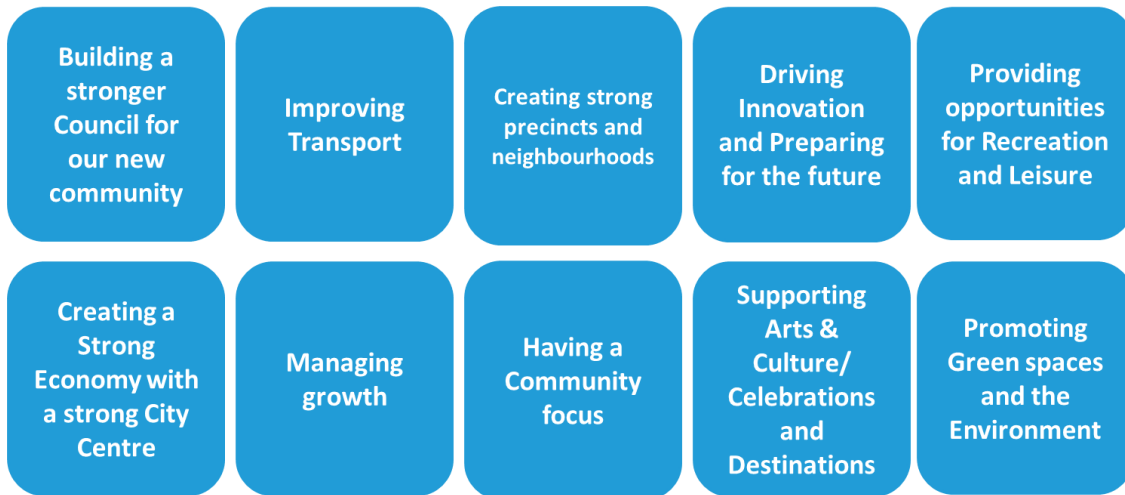 Building a
stronger
Council for
our new
community
Improving
Transport
Creating strong
precincts and
neighbourhoods
Driving
Innovation
and Preparing
for the future
Providing
opportunities
for Recreation
and Leisure
Creating a
Strong
Economy with
a strong City
Centre
Managing
growth
Having a
Community
focus
Supporting
Arts &
Culture/
Celebrations
and
Destinations
Promoting
Green spaces
and the
Environment